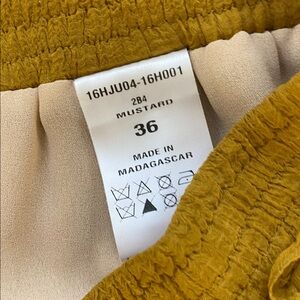 16HJU04-16H001
2B4
MUSTARD
36
MADE IN
MADAGASCAR